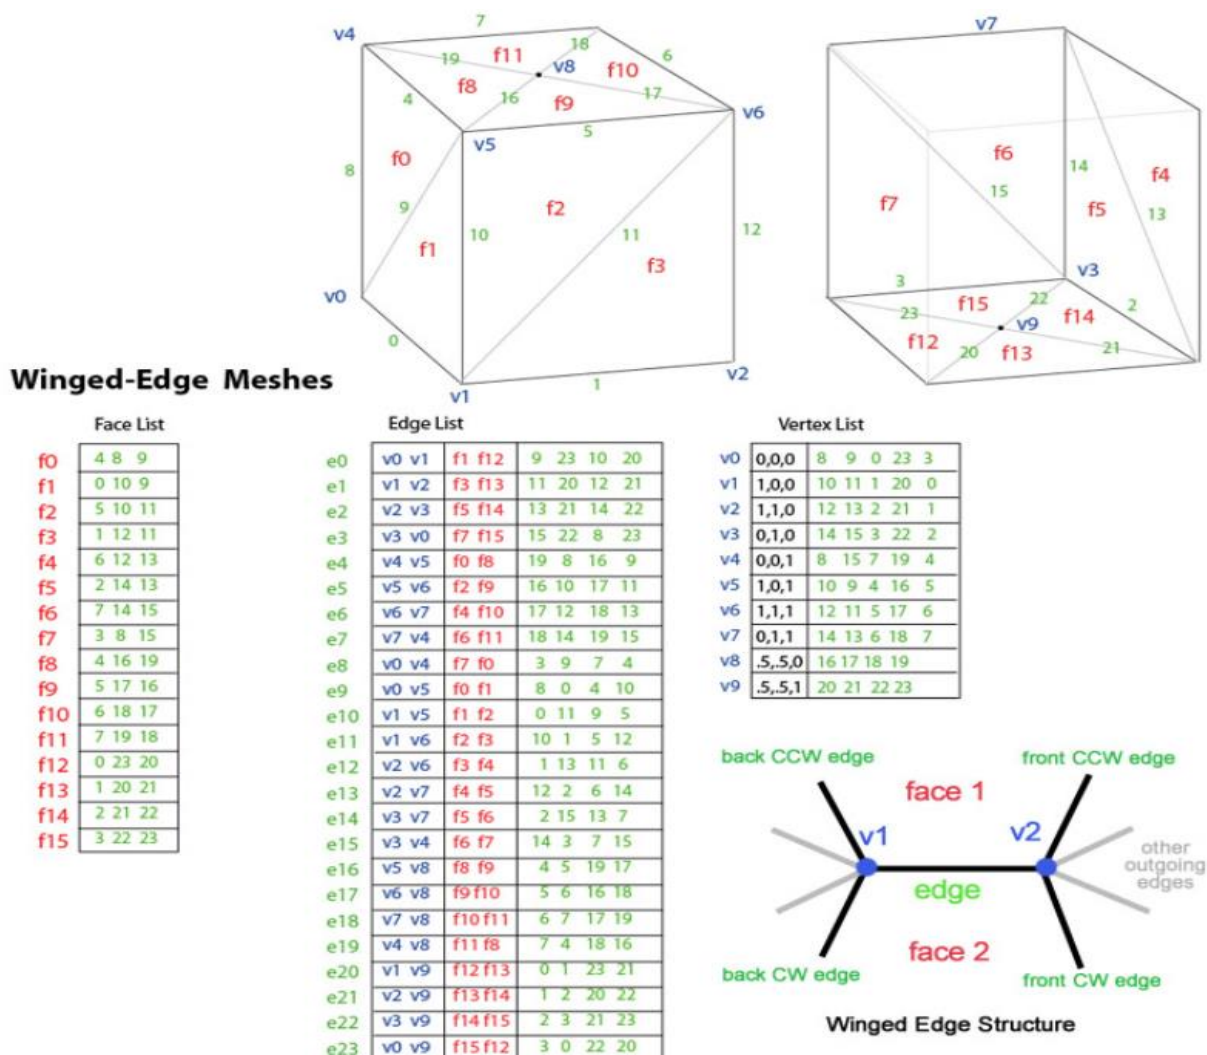 7
v4
18
19
f11
v8
6
f10
f8
16
17
4
f9
v6
5
v5
f0
8
f2
9
10
11
12
f1
f3
v0
0
v1
1
v2
v7
f6
14
f4
15
f7
f5
13
3
v3
f15
22
2
23
v9
f14
f12
20
f13
21
Winged-Edge Meshes
Face List
f0 4 8 9
f1 0 10 9
f2 5 10 11
f3 1 12 11
f4 6 12 13
f5 2 14 13
f6 7 14 15
f7 3 8 15
f8 4 16 19
f9 5 17 16
f10 6 18 17
f11 7 19 18
f12 0 23 20
f13 1 20 21
f14 2 21 22
f15 3 22 23
Edge List
e0 v0 v1 f1 f12 9 23 10 20
e1 v1 v2 f3 f13 11 20 12 21
e2 v2 v3 f5 f14 13 21 14 22
e3 v3 v0 f7 f15 15 22 8 23
e4 v4 v5 f0 f8 19 8 16 9
e5 v5 v6 f2 f9 16 10 17 11
e6 v6 v7 f4 f10 17 12 18 13
e7 v7 v4 f6 f11 18 14 19 15
e8 v0 v4 f7 f0 3 9 7 4
e9 v0 v5 f0 f1 8 0 4 10
e10 v1 v5 f1 f2 0 11 9 5
e11 v1 v6 f2 f3 10 1 5 12
e12 v2 v6 f3 f4 1 13 11 6
e13 v2 v7 f4 f5 12 2 6 14
e14 v3 v7 f5 f6 2 15 13 7
e15 v3 v4 f6 f7 14 3 7 15
e16 v5 v8 f8 f9 4 5 19 17
e17 v6 v8 f9 f10 5 6 16 18
e18 v7 v8 f10 f11 6 7 17 19
e19 v4 v8 f11 f8 7 4 18 16
e20 v1 v9 f12 f13 0 1 23 21
e21 v2 v9 f13 f14 1 2 20 22
e22 v3 v9 f14 f15 2 3 21 23
e23 v0 v9 f15 f12 3 0 22 20
Vertex List
v0 0,0,0 8 9 0 23 3
v1 1,0,0 10 11 1 20 0
v2 1,1,0 12 13 2 21 1
v3 0,1,0 14 15 3 22 2
v4 0,0,1 8 15 7 19 4
v5 1,0,1 10 9 4 16 5
v6 1,1,1 12 11 5 17 6
v7 0,1,1 14 13 6 18 7
v8 .5,.5,0 16 17 18 19
v9 .5,.5,1 20 21 22 23
back CCW edge
front CCW edge
face 1
v1
v2
other
outgoing
edges
edge
face 2
back CW edge
front CW edge
Winged Edge Structure